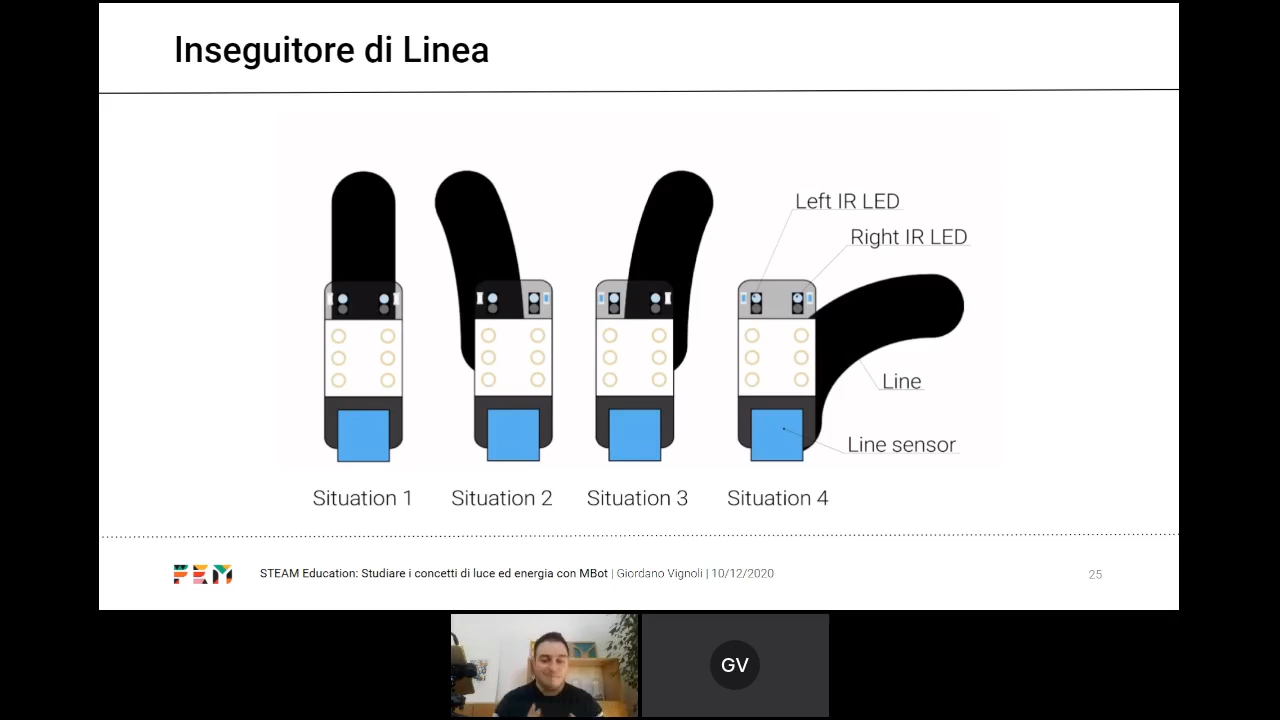 Inseguitore di Linea
Left IR LED
Right IR LED
Line
Line sensor
Situation 1
Situation 2
Situation 3
Situation 4
FEM
STEAM Education: Studiare i concetti di luce ed energia con MBot | Giordano Vignoli | 10/12/2020
25
GV